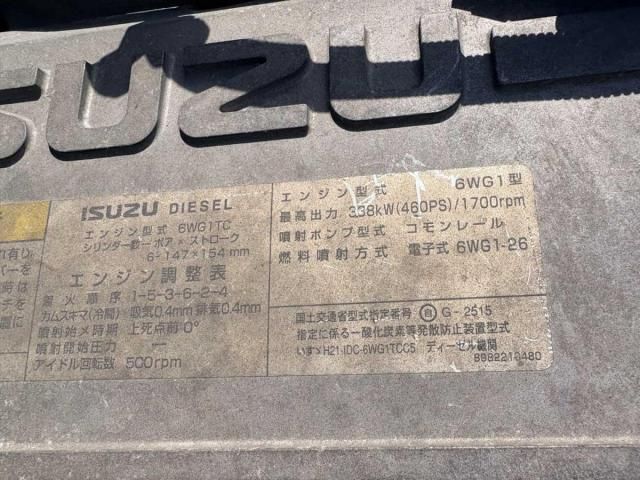 ISUZU
ISUZU DIESEL
エンジン型式 6WG1TC
シリンダー数ーボア × ストローク
6-147×154mm
エンジン調整表
着火順序 1-5-3-6-2-4
カムスキマ(冷間) 吸気0.4mm 排気0.4mm
噴射始メ時期 上死点前0°
噴射開始圧力 ー
アイドル回転数 500rpm
エンジン型式 6WG1型
最高出力 338kW(460PS)/1700rpm
噴射ポンプ型式 コモンレール
燃料噴射方式 電子式 6WG1-26
国土交通省型式指定番号 自 G-2515
指定に係る一酸化炭素等発散防止装置型式
いすゞH21-IDC-6WG1TCCS ディーゼル機関
8982213480